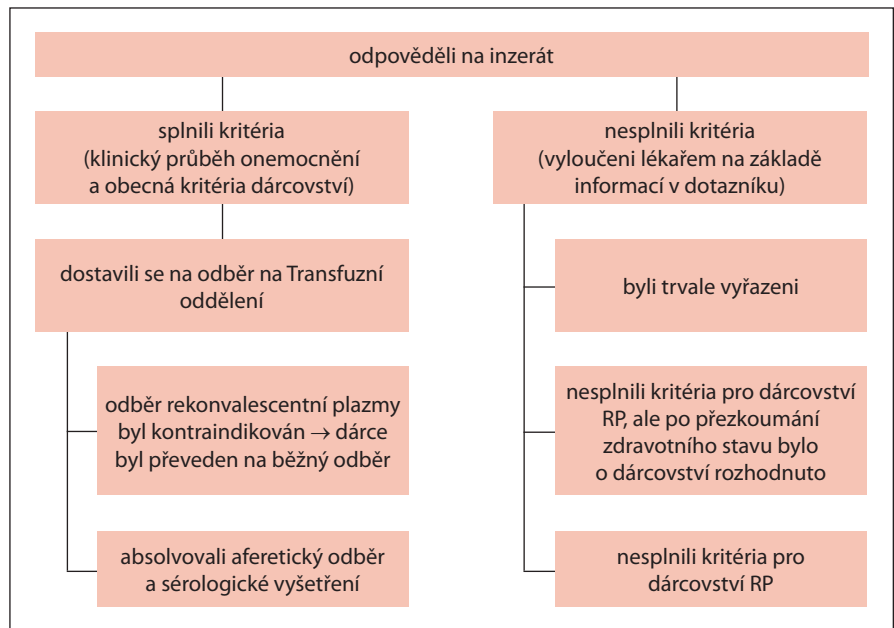 odpověděli na inzerát
splnili kritéria
(klinický průběh onemocnění
a obecná kritéria dárcovství)
nesplnili kritéria
(vyloučeni lékařem na základě
informací v dotazníku)
dostavili se na odběr na Transfuzní
oddělení
byli trvale vyřazeni
odběr rekonvalescentní plazmy
byl kontraindikován → dárce
byl převeden na běžný odběr
nesplnili kritéria pro dárcovství
RP, ale po přezkoumání
zdravotního stavu bylo
o dárcovství rozhodnuto
absolvovali aferetický odběr
a sérologické vyšetření
nesplnili kritéria pro
dárcovství RP